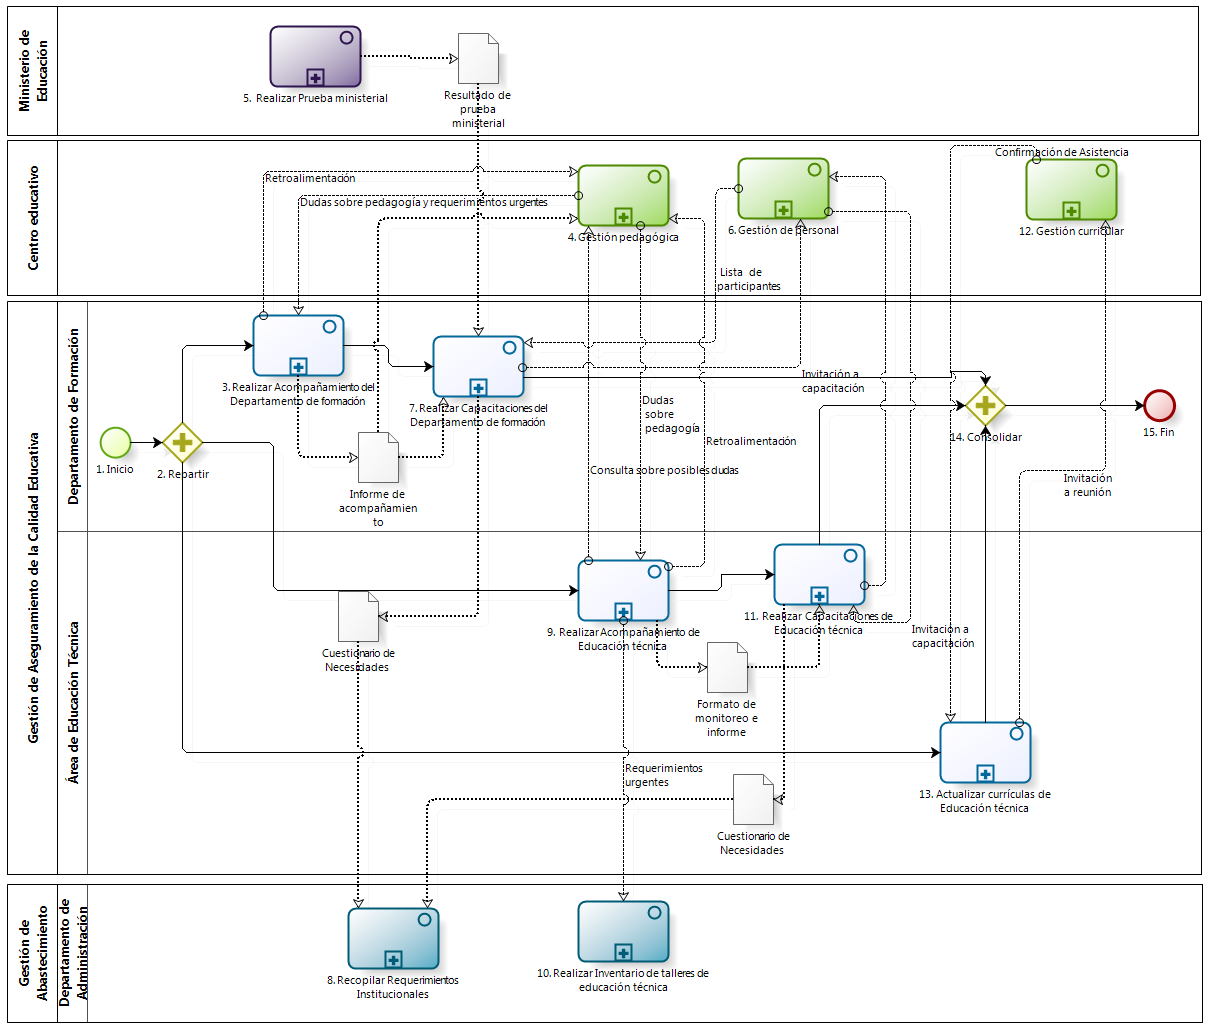 Ministerio de
Educación
5. Realizar Prueba ministerial
Resultado de
prueba
ministerial
Centro educativo
Retroalimentación
Dudas sobre pedagogía y requerimientos urgentes
4. Gestión pedagógica
6. Gestión de personal
Confirmación de Asistencia
12. Gestión curricular
Lista de
participantes
Gestión de Aseguramiento de la Calidad Educativa
Departamento de Formación
1. Inicio
2. Repartir
3. Realizar Acompañamiento del
Departamento de formación
7. Realizar Capacitaciones del
Departamento de formación
Informe de
acompañamien
to
Invitación a
capacitación
Dudas
sobre
pedagogía
Retroalimentación
Consulta sobre posibles dudas
14. Consolidar
15. Fin
Invitación
a reunión
Área de Educación Técnica
Cuestionario de
Necesidades
9. Realizar Acompañamiento de
Educación técnica
11. Realizar Capacitaciones de
Educación técnica
Invitación a
capacitación
Formato de
monitoreo e
informe
Requerimientos
urgentes
Cuestionario de
Necesidades
13. Actualizar currículas de
Educación técnica
Gestión de
Abastecimiento
Departamento de
Administración
8. Recopilar Requerimientos
Institucionales
10. Realizar Inventario de talleres de
educación técnica